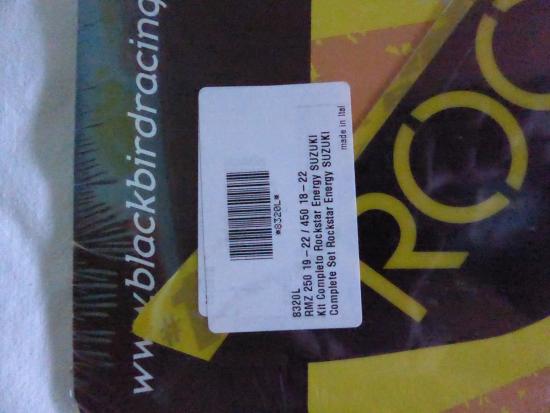 www.blackbirdracing
*8320L*
8320L
RMZ 250 19-22 / 450 18-22
Kit Completo Rockstar Energy SUZUKI
Complete Set Rockstar Energy SUZUKI
made in Ital